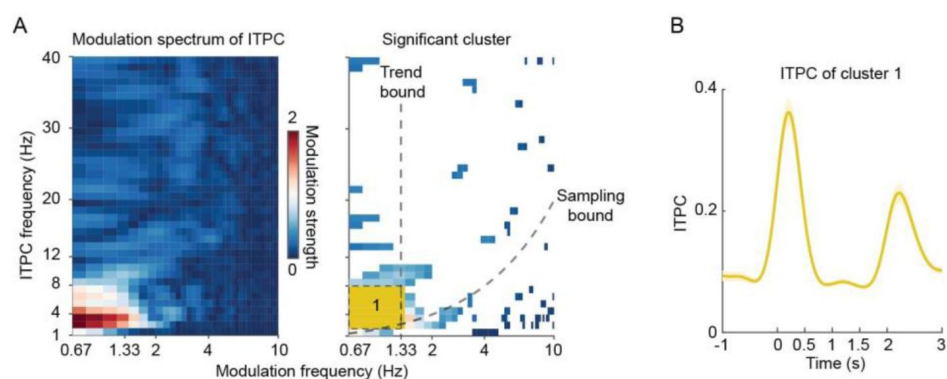 A
Modulation spectrum of ITPC
Significant cluster
B
ITPC of cluster 1
40
30
20
12
8
4
1
ITPC frequency (Hz)
0.67
1.33
2
4
10
2
0
Modulation strength
Trend
bound
Sampling
bound
1
0.67
1.33
2
4
10
Modulation frequency (Hz)
0.4
0.2
0
ITPC
-1
0
0.5
1
1.5
2
3
Time (s)